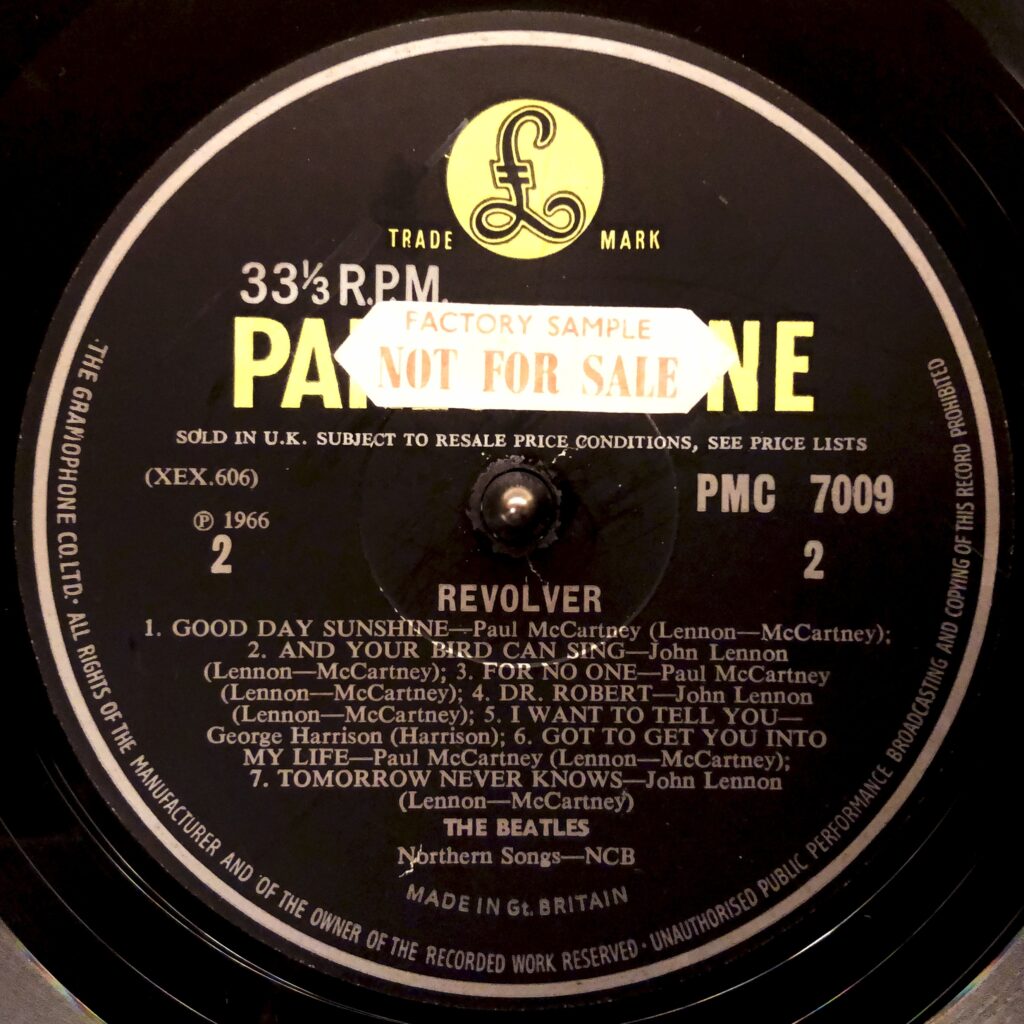 £
TRADE MARK
33⅓ R.P.M.
FACTORY SAMPLE
NOT FOR SALE
SOLD IN U.K. SUBJECT TO RESALE PRICE CONDITIONS, SEE PRICE LISTS
(XEX.606)
PMC 7009
℗ 1966
2
2
REVOLVER
1. GOOD DAY SUNSHINE—Paul McCartney (Lennon—McCartney);
2. AND YOUR BIRD CAN SING—John Lennon
(Lennon—McCartney); 3. FOR NO ONE—Paul McCartney
(Lennon—McCartney); 4. DR. ROBERT—John Lennon
(Lennon—McCartney); 5. I WANT TO TELL YOU—
George Harrison (Harrison); 6. GOT TO GET YOU INTO
MY LIFE—Paul McCartney (Lennon—McCartney);
7. TOMORROW NEVER KNOWS—John Lennon
(Lennon—McCartney)
THE BEATLES
Northern Songs—NCB
MADE IN Gt. BRITAIN
THE GRAMOPHONE CO. LTD. · ALL RIGHTS OF THE MANUFACTURER AND OF THE OWNER OF THE RECORDED WORK RESERVED · UNAUTHORISED PUBLIC PERFORMANCE BROADCASTING AND COPYING OF THIS RECORD PROHIBITED